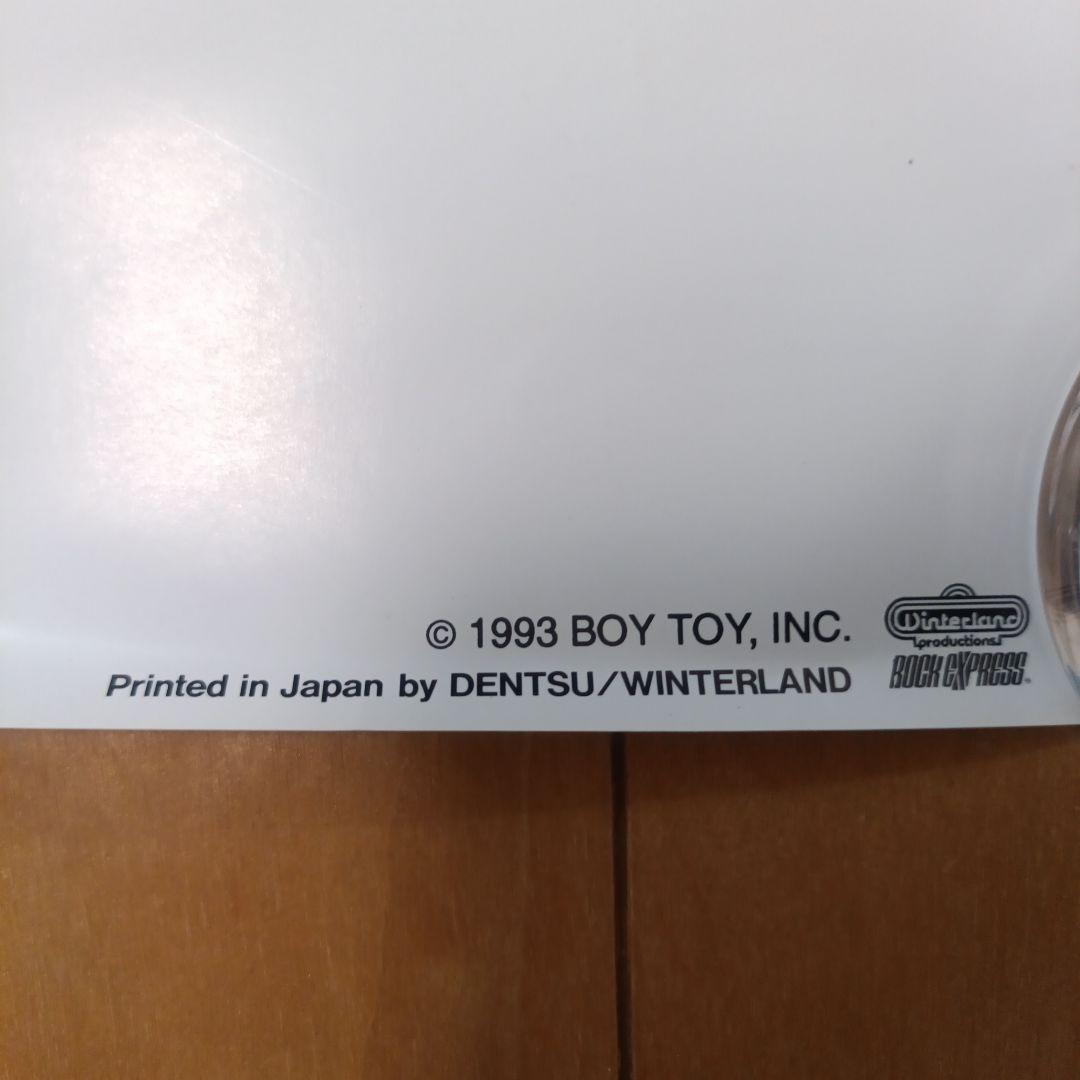 © 1993 BOY TOY, INC.
Printed in Japan by DENTSU/WINTERLAND
Winterland
productions
ROCK EXPRESS